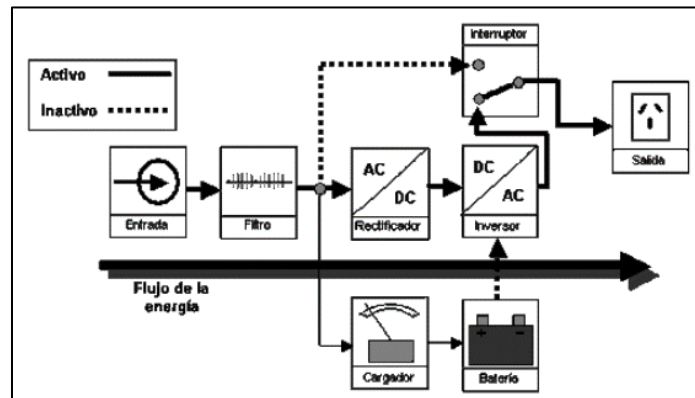 Interruptor
Activo
Inactivo
Salida
AC
DC
DC
AC
Entrada
Filtro
Rectificador
Inversor
Flujo de la
energía
+ -
Cargador
Batería